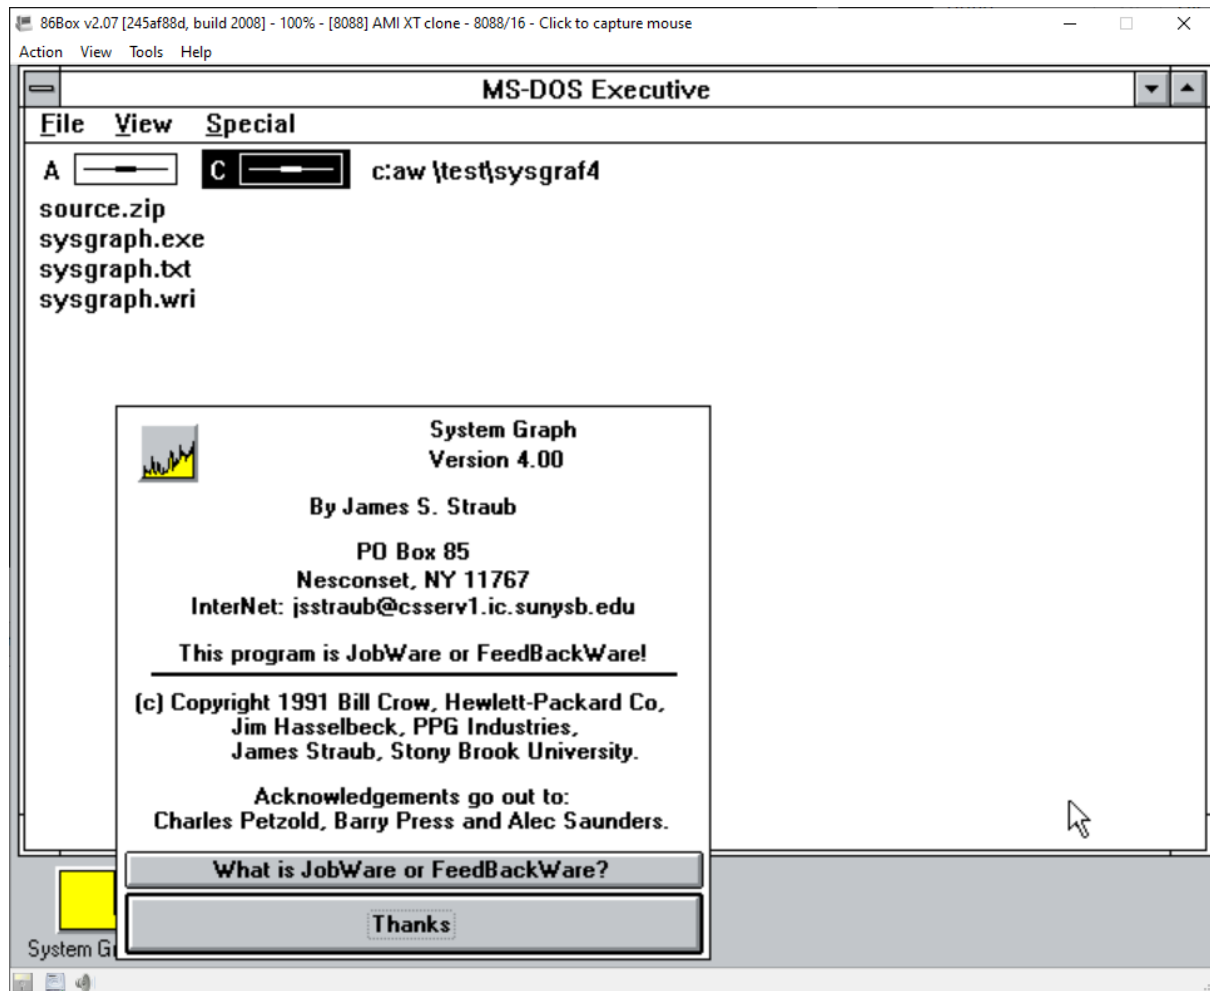 86Box v2.07 [245af88d, build 2008] - 100% - [8088] AMI XT clone - 8088/16 - Click to capture mouse
Action View Tools Help
MS-DOS Executive
File View Special
A C c:aw \test\sysgraf4
source.zip
sysgraph.exe
sysgraph.txt
sysgraph.wri
System Graph
Version 4.00
By James S. Straub
PO Box 85
Nesconset, NY 11767
InterNet: jsstraub@csserv1.ic.sunysb.edu
This program is JobWare or FeedBackWare!
(c) Copyright 1991 Bill Crow, Hewlett-Packard Co,
Jim Hasselbeck, PPG Industries,
James Straub, Stony Brook University.
Acknowledgements go out to:
Charles Petzold, Barry Press and Alec Saunders.
What is JobWare or FeedBackWare?
Thanks
System G